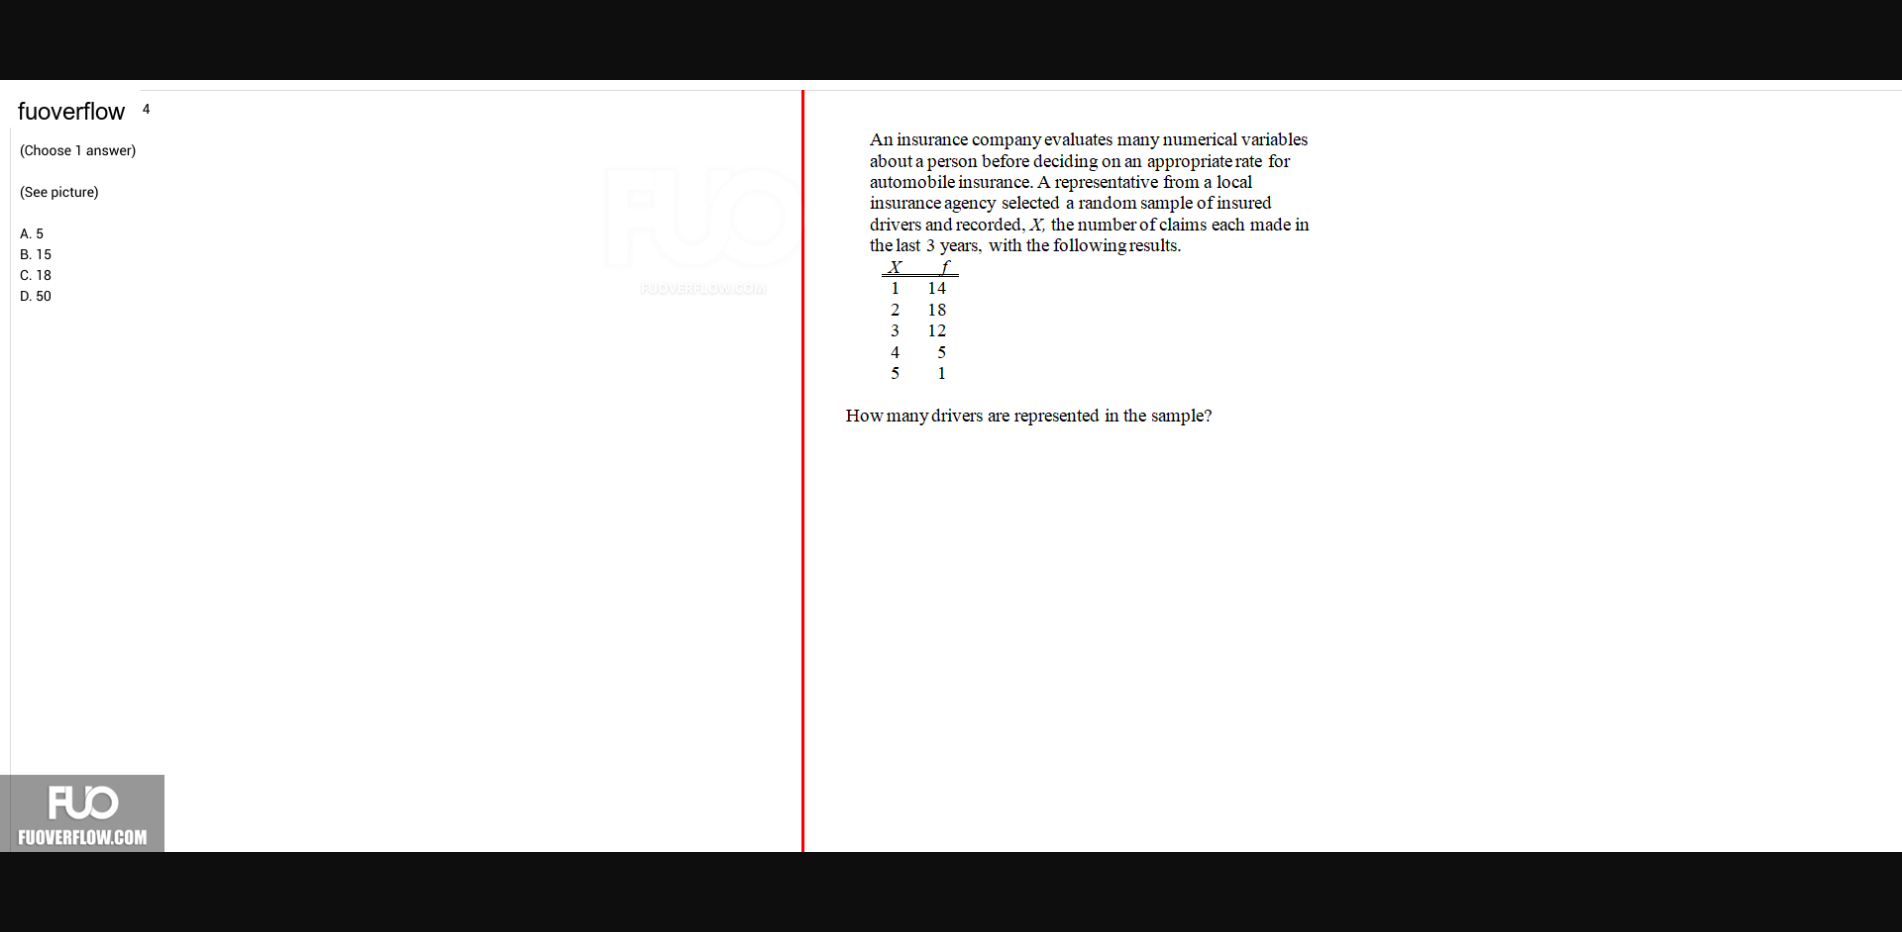 fuoverflow 4
(Choose 1 answer)
(See picture)
A. 5
B. 15
C. 18
D. 50
FUO
FUOVERFLOW.COM
An insurance company evaluates many numerical variables
about a person before deciding on an appropriate rate for
automobile insurance. A representative from a local
insurance agency selected a random sample of insured
drivers and recorded, X, the number of claims each made in
the last 3 years, with the following results.
X f
1 14
2 18
3 12
4 5
5 1
How many drivers are represented in the sample?
FUO
FUOVERFLOW.COM